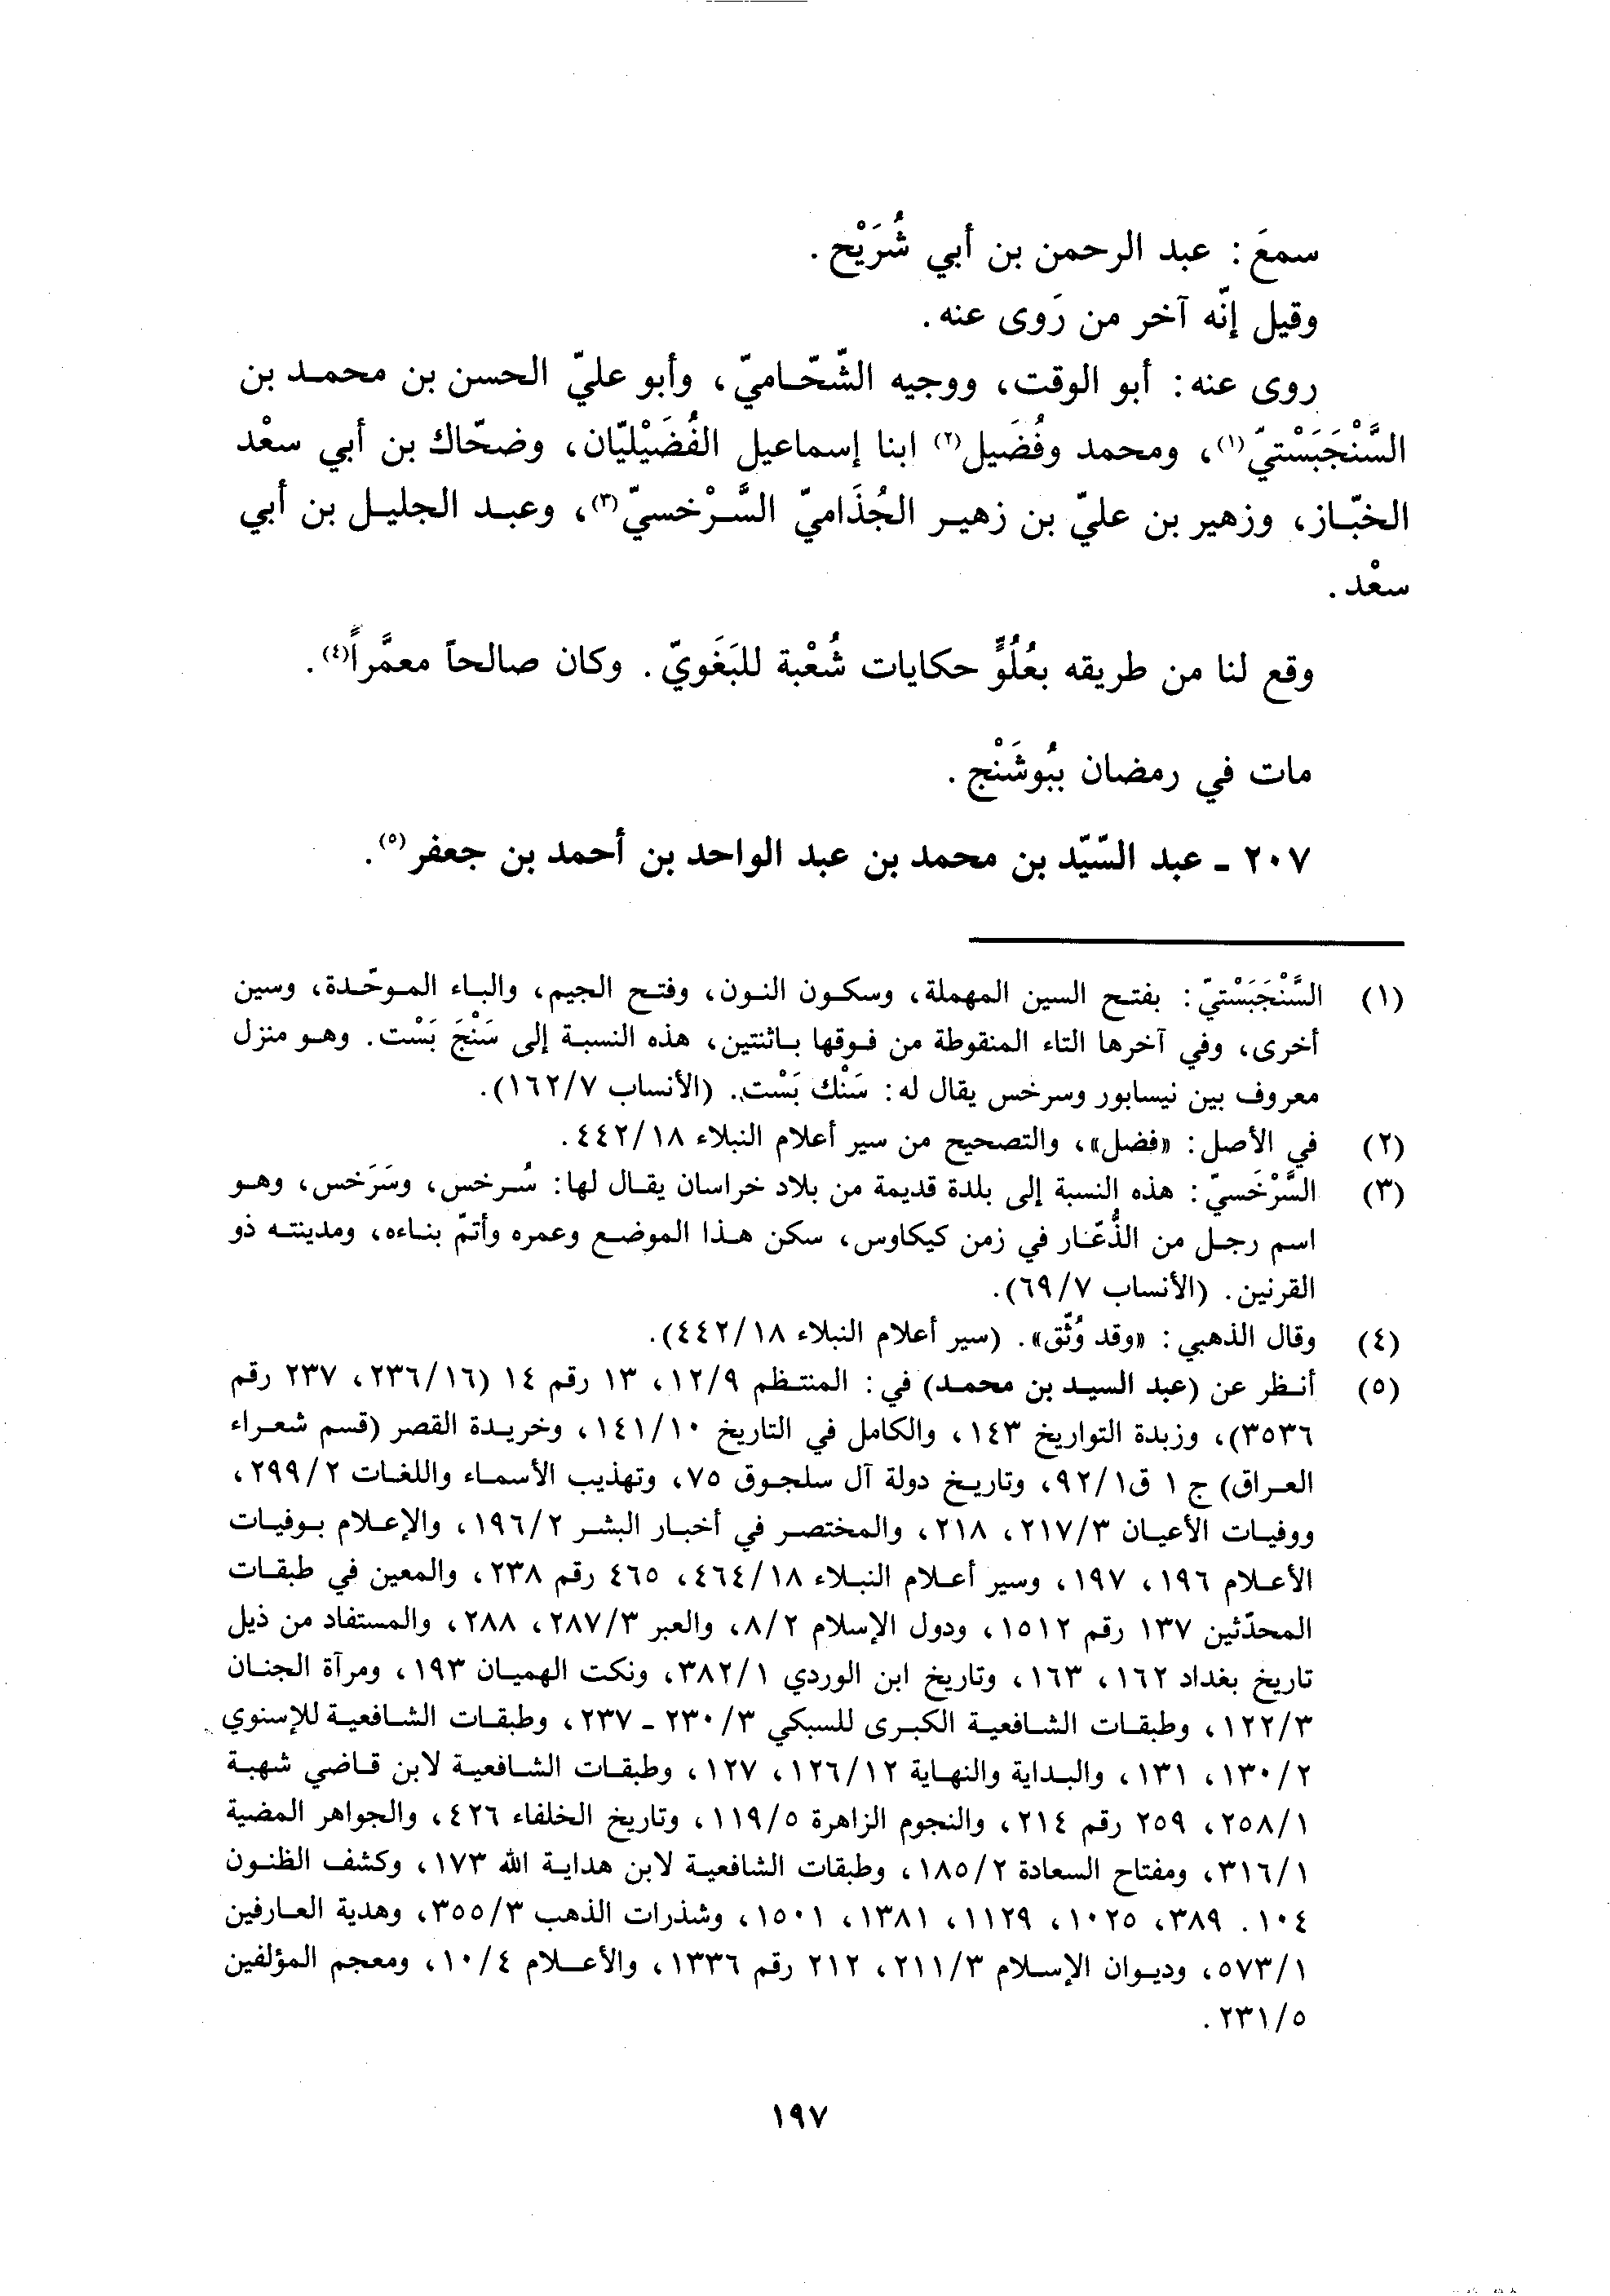 سمعَ: عبد الرحمن بن أبي شُرَيْح.
وقيل إنّه آخر من رَوى عنه.
روى عنه: أبو الوقت، ووجيه الشّحّاميّ، وأبو عليّ الحسن بن محمد بن
السَّنْجَبَسْتيّ(١)، ومحمد وفُضَيل(٢) ابنا إسماعيل الفُضَيْليّان، وضحّاك بن أبي سعْد
الخبّاز، وزهير بن عليّ بن زهير الجُذَاميّ السَّرْخسيّ(٣)، وعبد الجليل بن أبي
سعْد.
وقع لنا من طريقه بعُلُوٍّ حكايات شُعْبة للبَغَويّ. وكان صالحاً معمَّراً(٤).
مات في رمضان ببُوشَنْج.
٢٠٧ - عبد السّيّد بن محمد بن عبد الواحد بن أحمد بن جعفر(٥).
(١) السَّنْجَبَسْتيّ: بفتح السين المهملة، وسكون النون، وفتح الجيم، والباء الموحّدة، وسين
أخرى، وفي آخرها التاء المنقوطة من فوقها باثنتين، هذه النسبة إلى سَنْجَ بَسْت. وهو منزل
معروف بين نيسابور وسرخس يقال له: سَنْك بَسْت. (الأنساب ١٦٢/٧).
(٢) في الأصل: «فضل»، والتصحيح من سير أعلام النبلاء ٤٤٢/١٨.
(٣) السَّرْخَسيّ: هذه النسبة إلى بلدة قديمة من بلاد خراسان يقال لها: سُرخس، وسَرَخس، وهو
اسم رجل من الذُّعّار في زمن كيكاوس، سكن هذا الموضع وعمره وأتمّ بناءه، ومدينته ذو
القرنين. (الأنساب ٦٩/٧).
(٤) وقال الذهبي: «وقد وُثّق». (سير أعلام النبلاء ٤٤٢/١٨).
(٥) أنظر عن (عبد السيد بن محمد) في: المنتظم ١٢/٩، ١٣ رقم ١٤ (٢٣٦/١٦، ٢٣٧ رقم
٣٥٣٦)، وزبدة التواريخ ١٤٣، والكامل في التاريخ ١٤١/١٠، وخريدة القصر (قسم شعراء
العراق) ج ١ ق٩٢/١، وتاريخ دولة آل سلجوق ٧٥، وتهذيب الأسماء واللغات ٢٩٩/٢،
ووفيات الأعيان ٢١٧/٣، ٢١٨، والمختصر في أخبار البشر ١٩٦/٢، والإعلام بوفيات
الأعلام ١٩٦، ١٩٧، وسير أعلام النبلاء ٤٦٤/١٨، ٤٦٥ رقم ٢٣٨، والمعين في طبقات
المحدّثين ١٣٧ رقم ١٥١٢، ودول الإسلام ٨/٢، والعبر ٢٨٧/٣، ٢٨٨، والمستفاد من ذيل
تاريخ بغداد ١٦٢، ١٦٣، وتاريخ ابن الوردي ٣٨٢/١، ونكت الهميان ١٩٣، ومرآة الجنان
١٢٢/٣، وطبقات الشافعية الكبرى للسبكي ٢٣٠/٣ - ٢٣٧، وطبقات الشافعية للإسنوي
١٣٠/٢، ١٣١، والبداية والنهاية ١٢٦/١٢، ١٢٧، وطبقات الشافعية لابن قاضي شهبة
٢٥٨/١، ٢٥٩ رقم ٢١٤، والنجوم الزاهرة ١١٩/٥، وتاريخ الخلفاء ٤٢٦، والجواهر المضية
٣١٦/١، ومفتاح السعادة ١٨٥/٢، وطبقات الشافعية لابن هداية الله ١٧٣، وكشف الظنون
١٠٤. ٣٨٩، ١٠٢٥، ١١٢٩، ١٣٨١، ١٥٠١، وشذرات الذهب ٣٥٥/٣، وهدية العارفين
٥٧٣/١، وديوان الإسلام ٢١١/٣، ٢١٢ رقم ١٣٣٦، والأعلام ١٠/٤، ومعجم المؤلفين
٢٣١/٥.
١٩٧